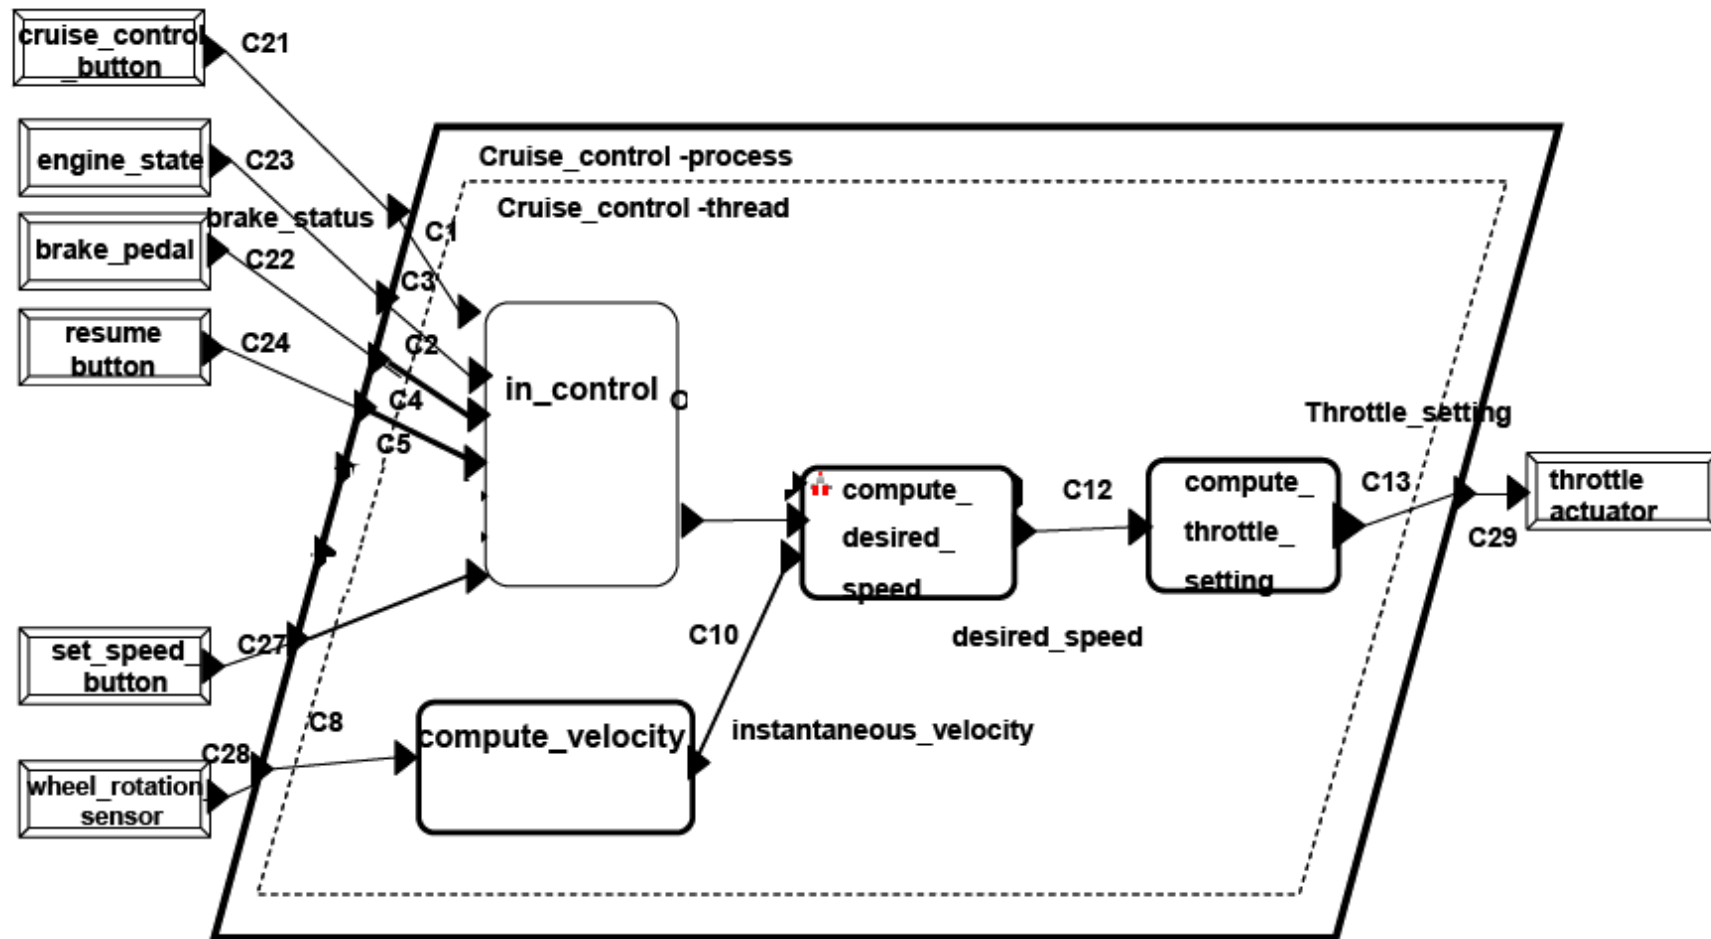 cruise_control
_button
C21
engine_state
C23
brake_status
brake_pedal
C22
resume
button
C24
Cruise_control -process
Cruise_control -thread
C1
C3
C2
C4
C5
in_control
Throttle_setting
compute_
desired_
speed
C12
compute_
throttle_
setting
C13
throttle
actuator
C29
set_speed_
button
C27
C10
desired_speed
C8
compute_velocity
instantaneous_velocity
C28
wheel_rotation_
sensor